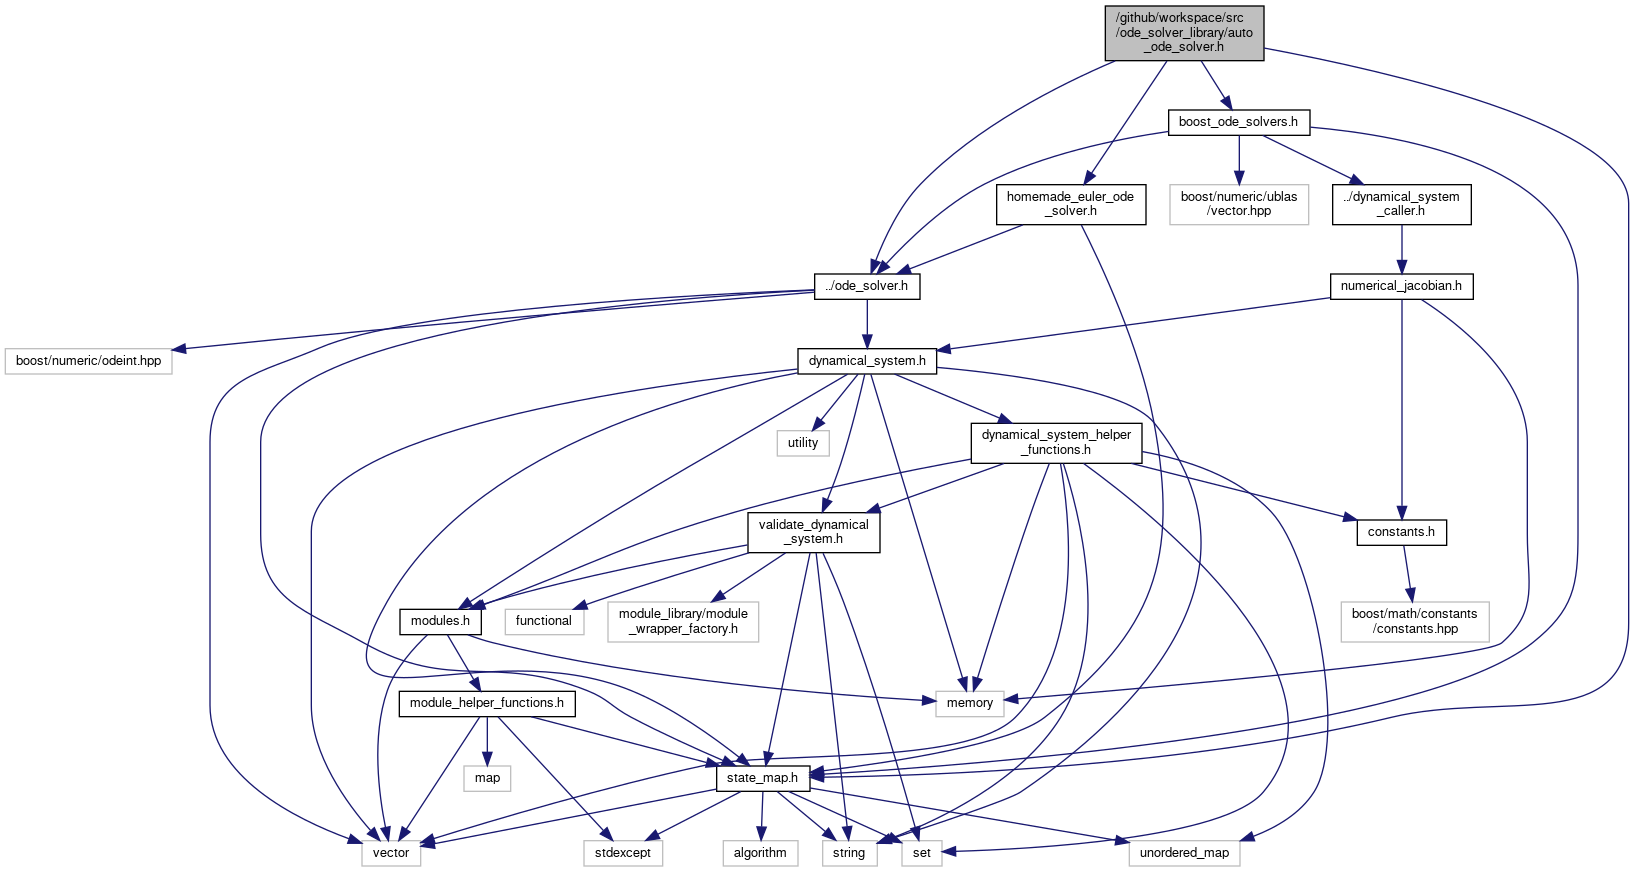 /github/workspace/src
/ode_solver_library/auto
_ode_solver.h
boost_ode_solvers.h
homemade_euler_ode
_solver.h
boost/numeric/ublas
/vector.hpp
../dynamical_system
_caller.h
../ode_solver.h
numerical_jacobian.h
boost/numeric/odeint.hpp
dynamical_system.h
utility
dynamical_system_helper
_functions.h
validate_dynamical
_system.h
constants.h
modules.h
functional
module_library/module
_wrapper_factory.h
boost/math/constants
/constants.hpp
module_helper_functions.h
memory
map
state_map.h
vector
stdexcept
algorithm
string
set
unordered_map